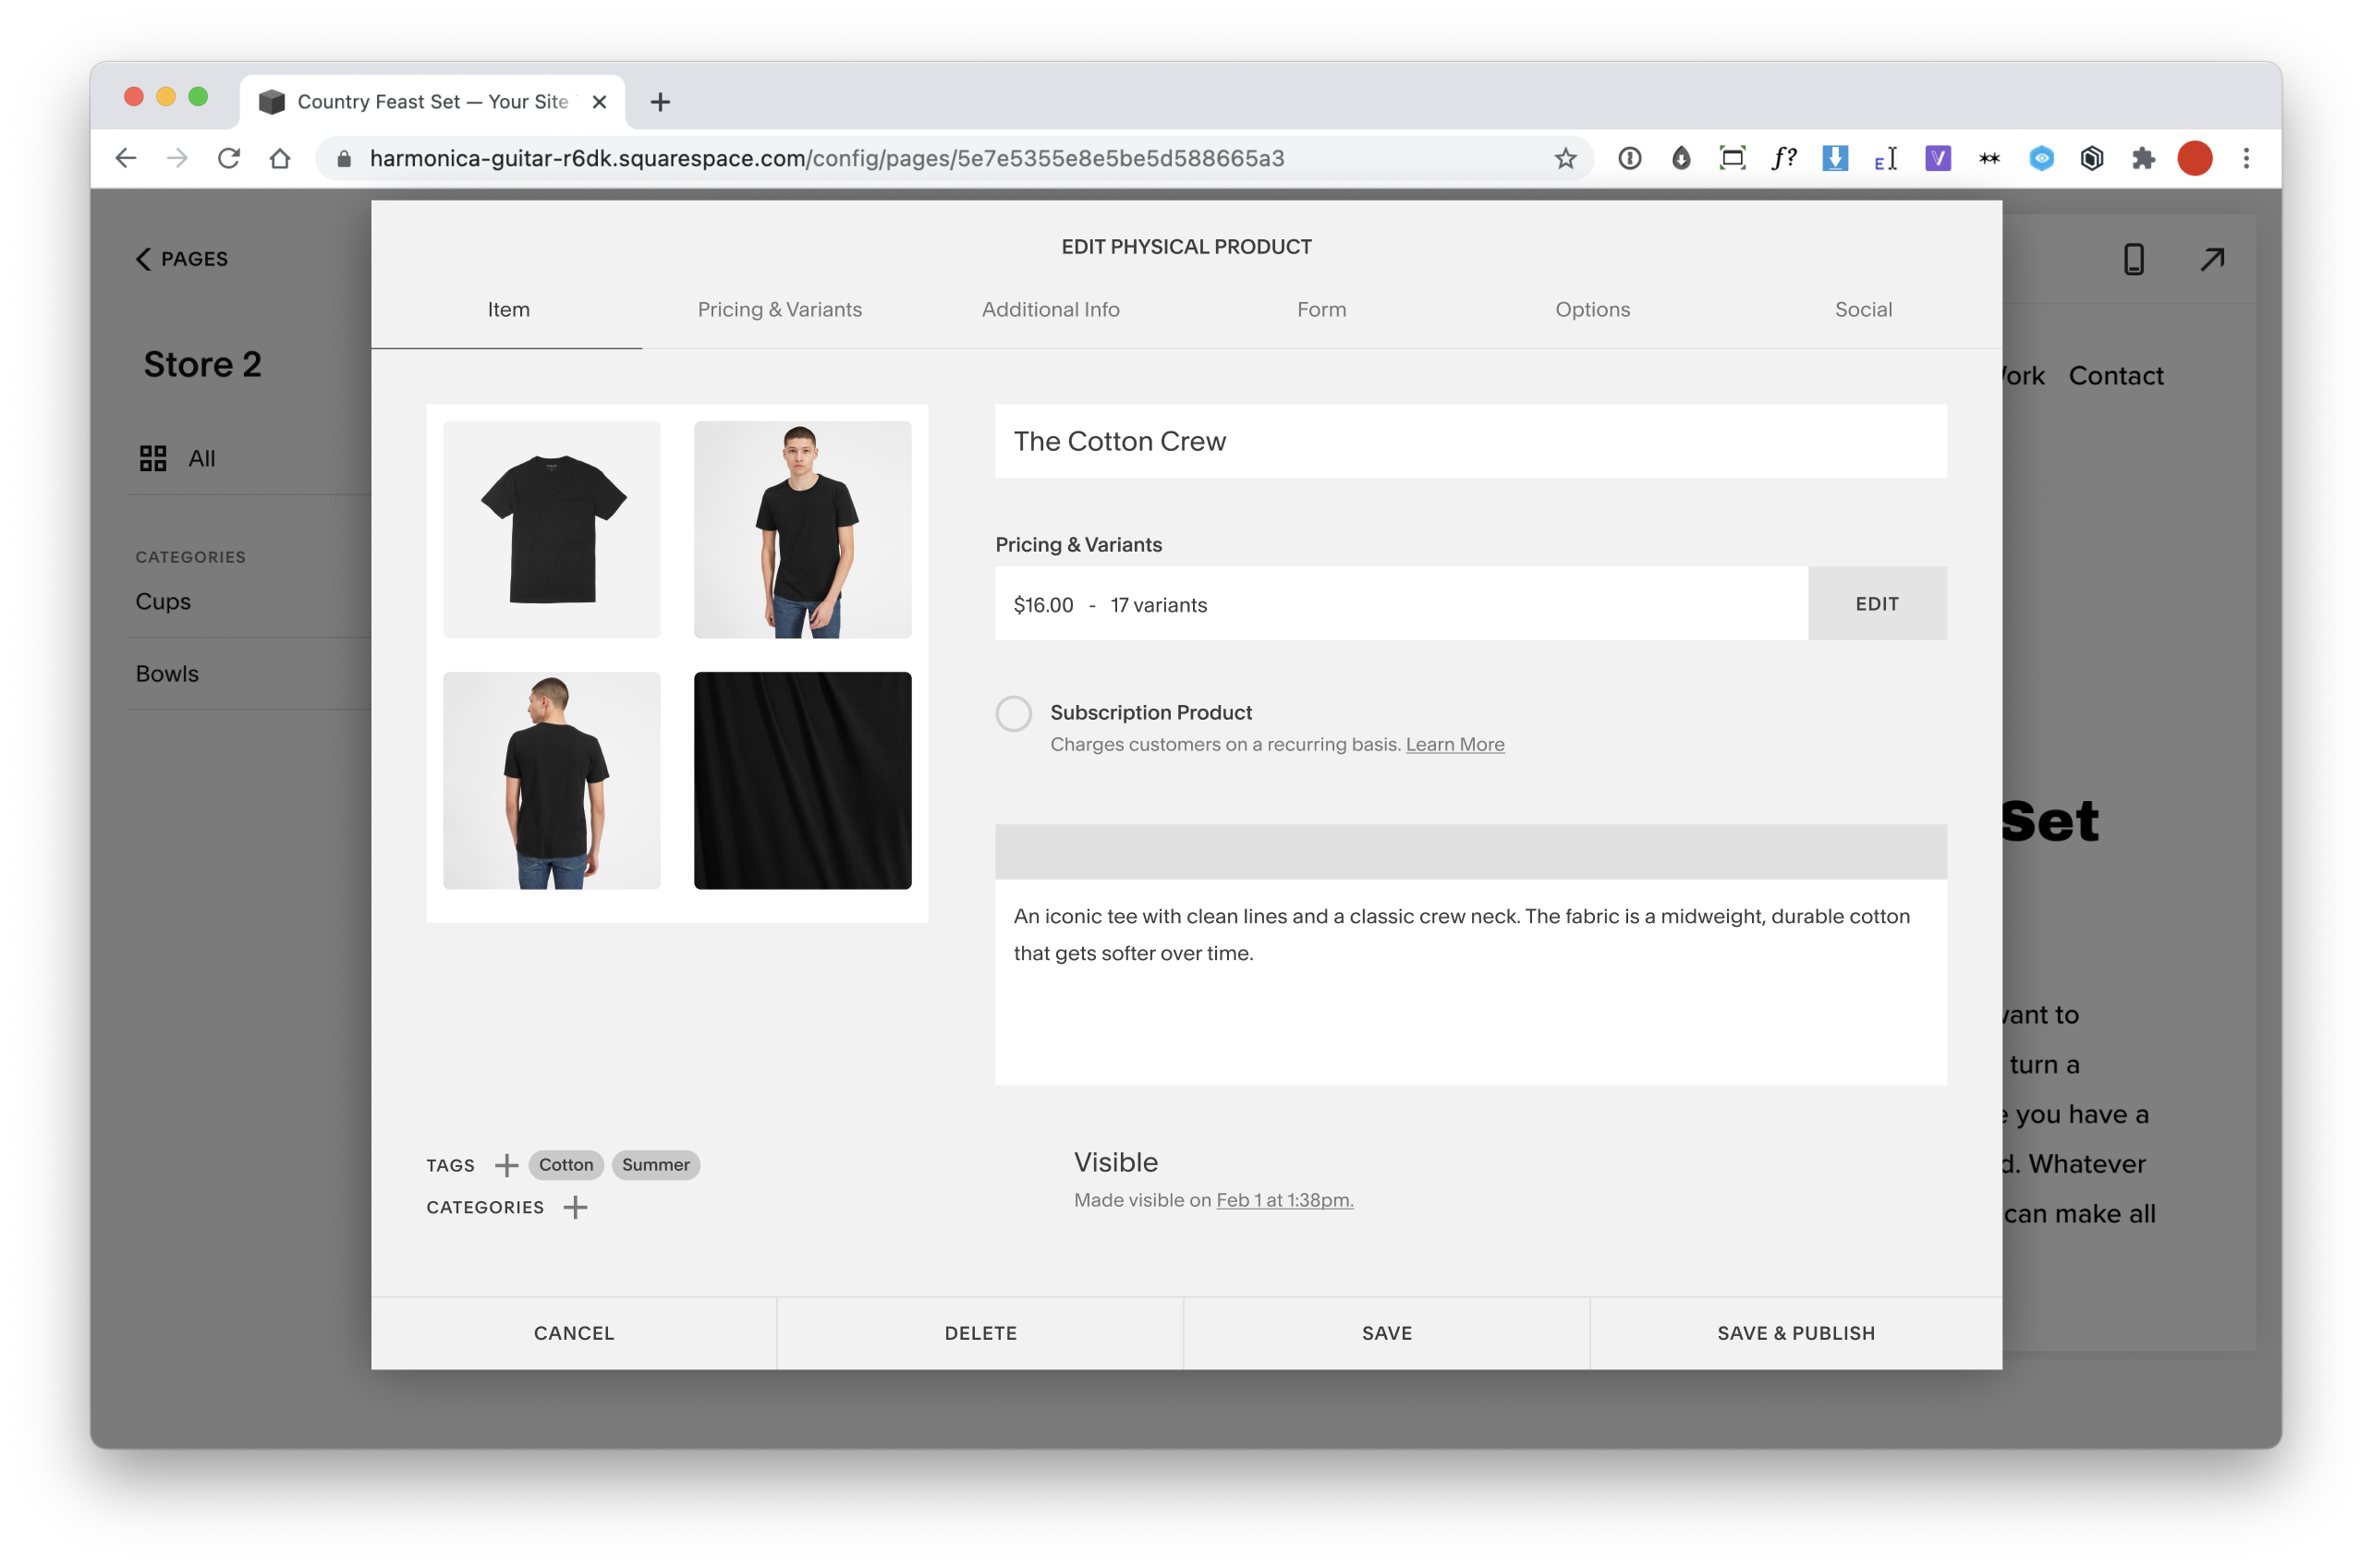 Country Feast Set — Your Site
harmonica-guitar-r6dk.squarespace.com/config/pages/5e7e5355e8e5be5d588665a3
f?
PAGES
Store 2
All
CATEGORIES
Cups
Bowls
EDIT PHYSICAL PRODUCT
Item
Pricing & Variants
Additional Info
Form
Options
Social
The Cotton Crew
Pricing & Variants
$16.00 - 17 variants
EDIT
Subscription Product
Charges customers on a recurring basis. Learn More
An iconic tee with clean lines and a classic crew neck. The fabric is a midweight, durable cotton
that gets softer over time.
TAGS
Cotton
Summer
CATEGORIES
Visible
Made visible on Feb 1 at 1:38pm.
CANCEL
DELETE
SAVE
SAVE & PUBLISH
Contact
Set
to
turn a
you have a
Whatever
can make all